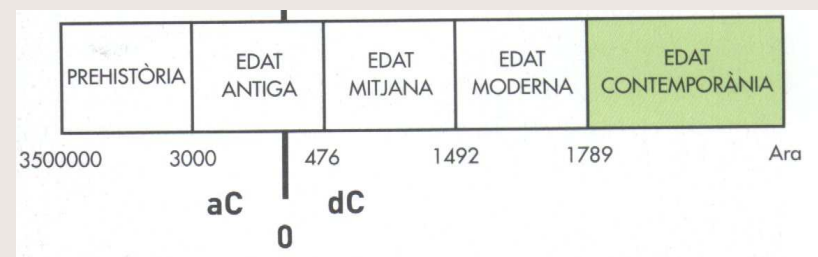 PREHISTÒRIA
EDAT
ANTIGA
EDAT
MITJANA
EDAT
MODERNA
EDAT
CONTEMPORÀNIA
3500000 3000 476 1492 1789 Ara
aC dC
0